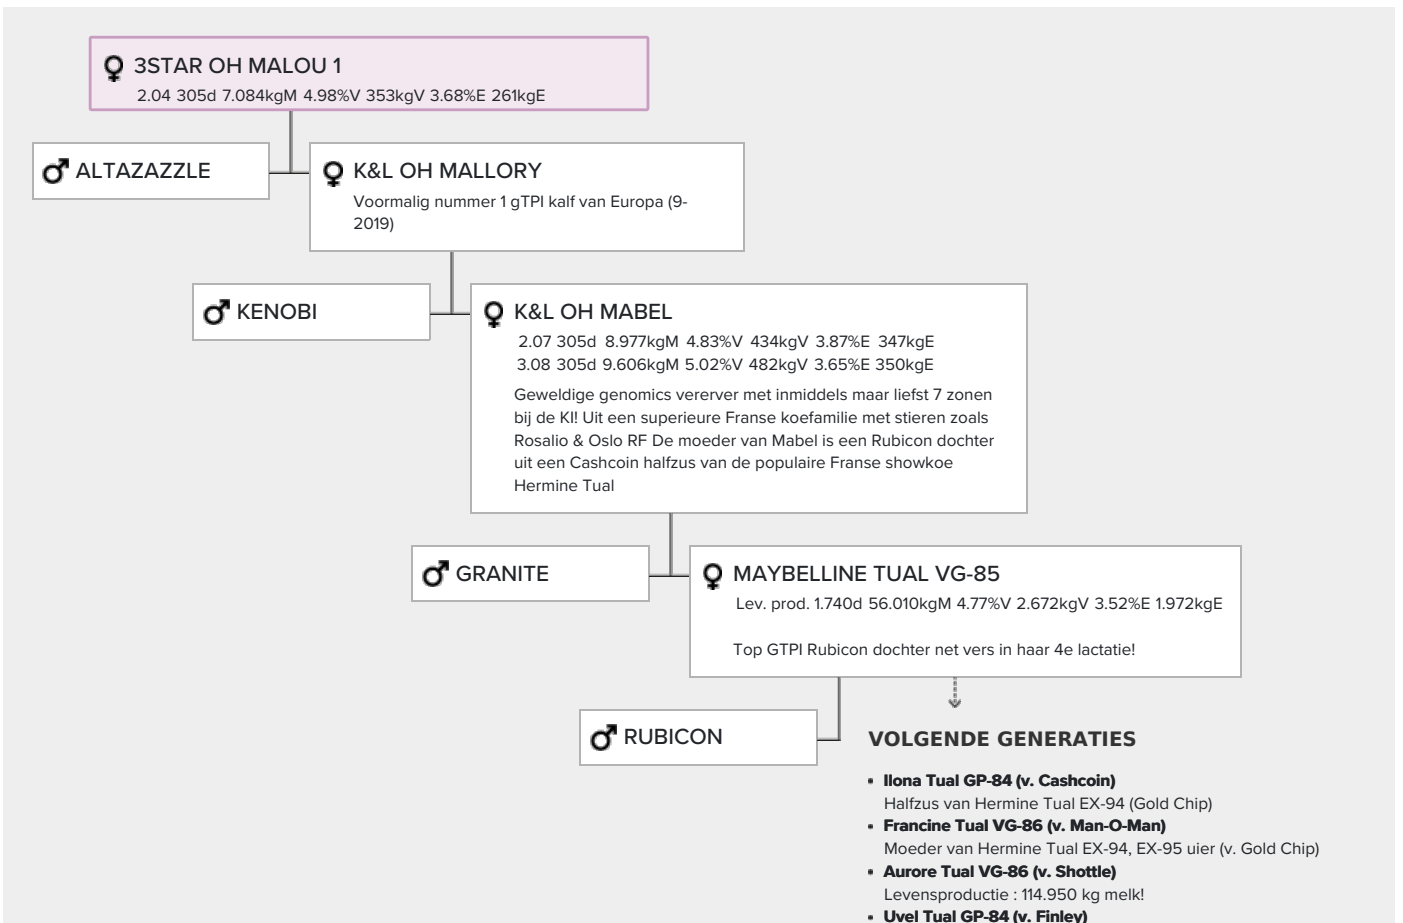 3STAR OH MALOU 1
2.04 305d 7.084kgM 4.98%V 353kgV 3.68%E 261kgE
ALTAZAZZLE
K&L OH MALLORY
Voormalig nummer 1 gTPI kalf van Europa (9-
2019)
KENOBI
K&L OH MABEL
2.07 305d 8.977kgM 4.83%V 434kgV 3.87%E 347kgE
3.08 305d 9.606kgM 5.02%V 482kgV 3.65%E 350kgE
Geweldige genomics vererver met inmiddels maar liefst 7 zonen
bij de KI! Uit een superieure Franse koefamilie met stieren zoals
Rosalio & Oslo RF De moeder van Mabel is een Rubicon dochter
uit een Cashcoin halfzus van de populaire Franse showkoe
Hermine Tual
GRANITE
MAYBELLINE TUAL VG-85
Lev. prod. 1.740d 56.010kgM 4.77%V 2.672kgV 3.52%E 1.972kgE
Top GTPI Rubicon dochter net vers in haar 4e lactatie!
RUBICON
VOLGENDE GENERATIES
• Ilona Tual GP-84 (v. Cashcoin)
Halfzus van Hermine Tual EX-94 (Gold Chip)
• Francine Tual VG-86 (v. Man-O-Man)
Moeder van Hermine Tual EX-94, EX-95 uier (v. Gold Chip)
• Aurore Tual VG-86 (v. Shottle)
Levensproductie : 114.950 kg melk!
• Uvel Tual GP-84 (v. Finley)